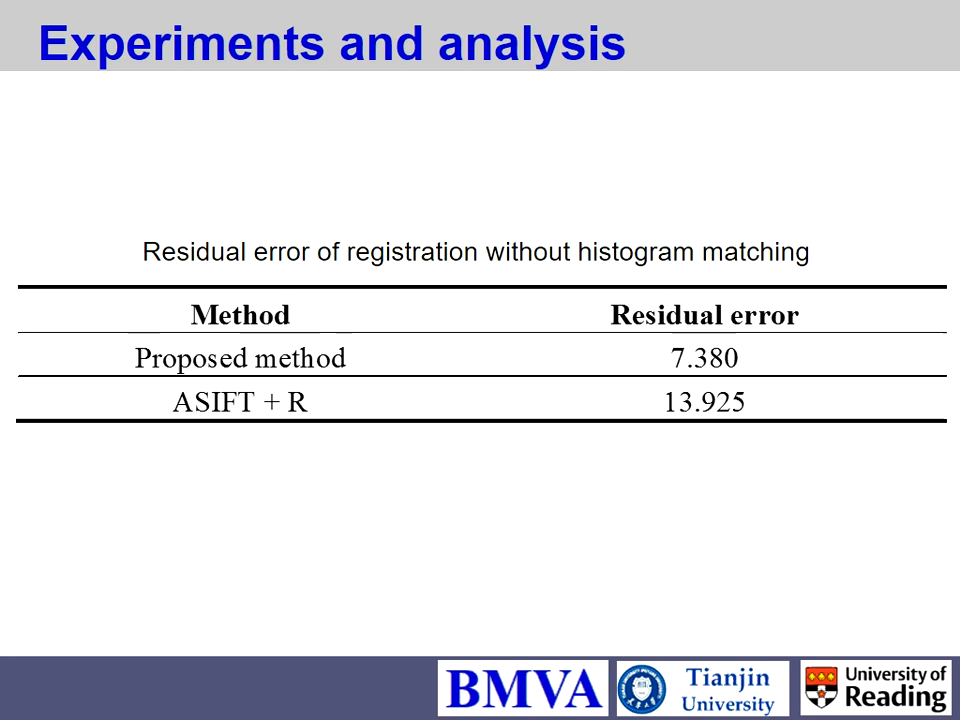 Experiments and analysis
Residual error of registration without histogram matching
Method Residual error
Proposed method 7.380
ASIFT + R 13.925
BMVA
Tianjin
University
University of
Reading